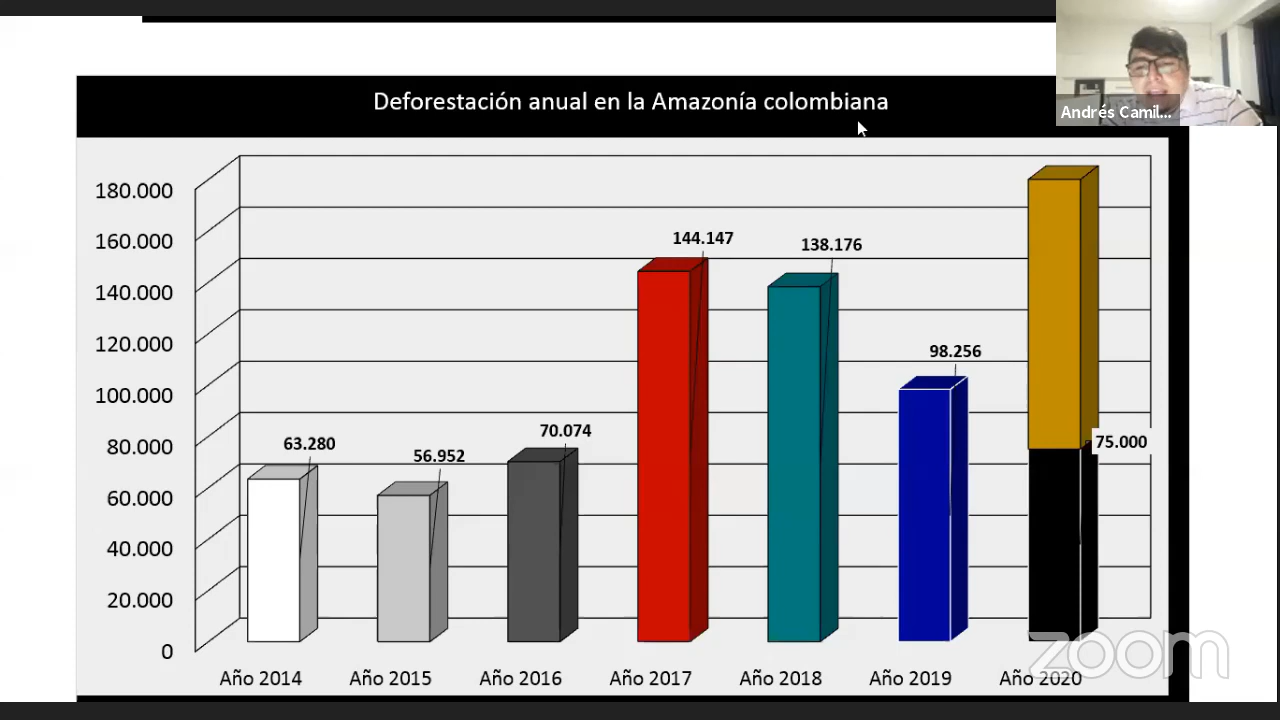 Deforestación anual en la Amazonía colombiana
Andrés Camil...
180.000
160.000
140.000
120.000
100.000
80.000
60.000
40.000
20.000
0
63.280
56.952
70.074
144.147
138.176
98.256
75.000
Año 2014
Año 2015
Año 2016
Año 2017
Año 2018
Año 2019
Año 2020
zoom